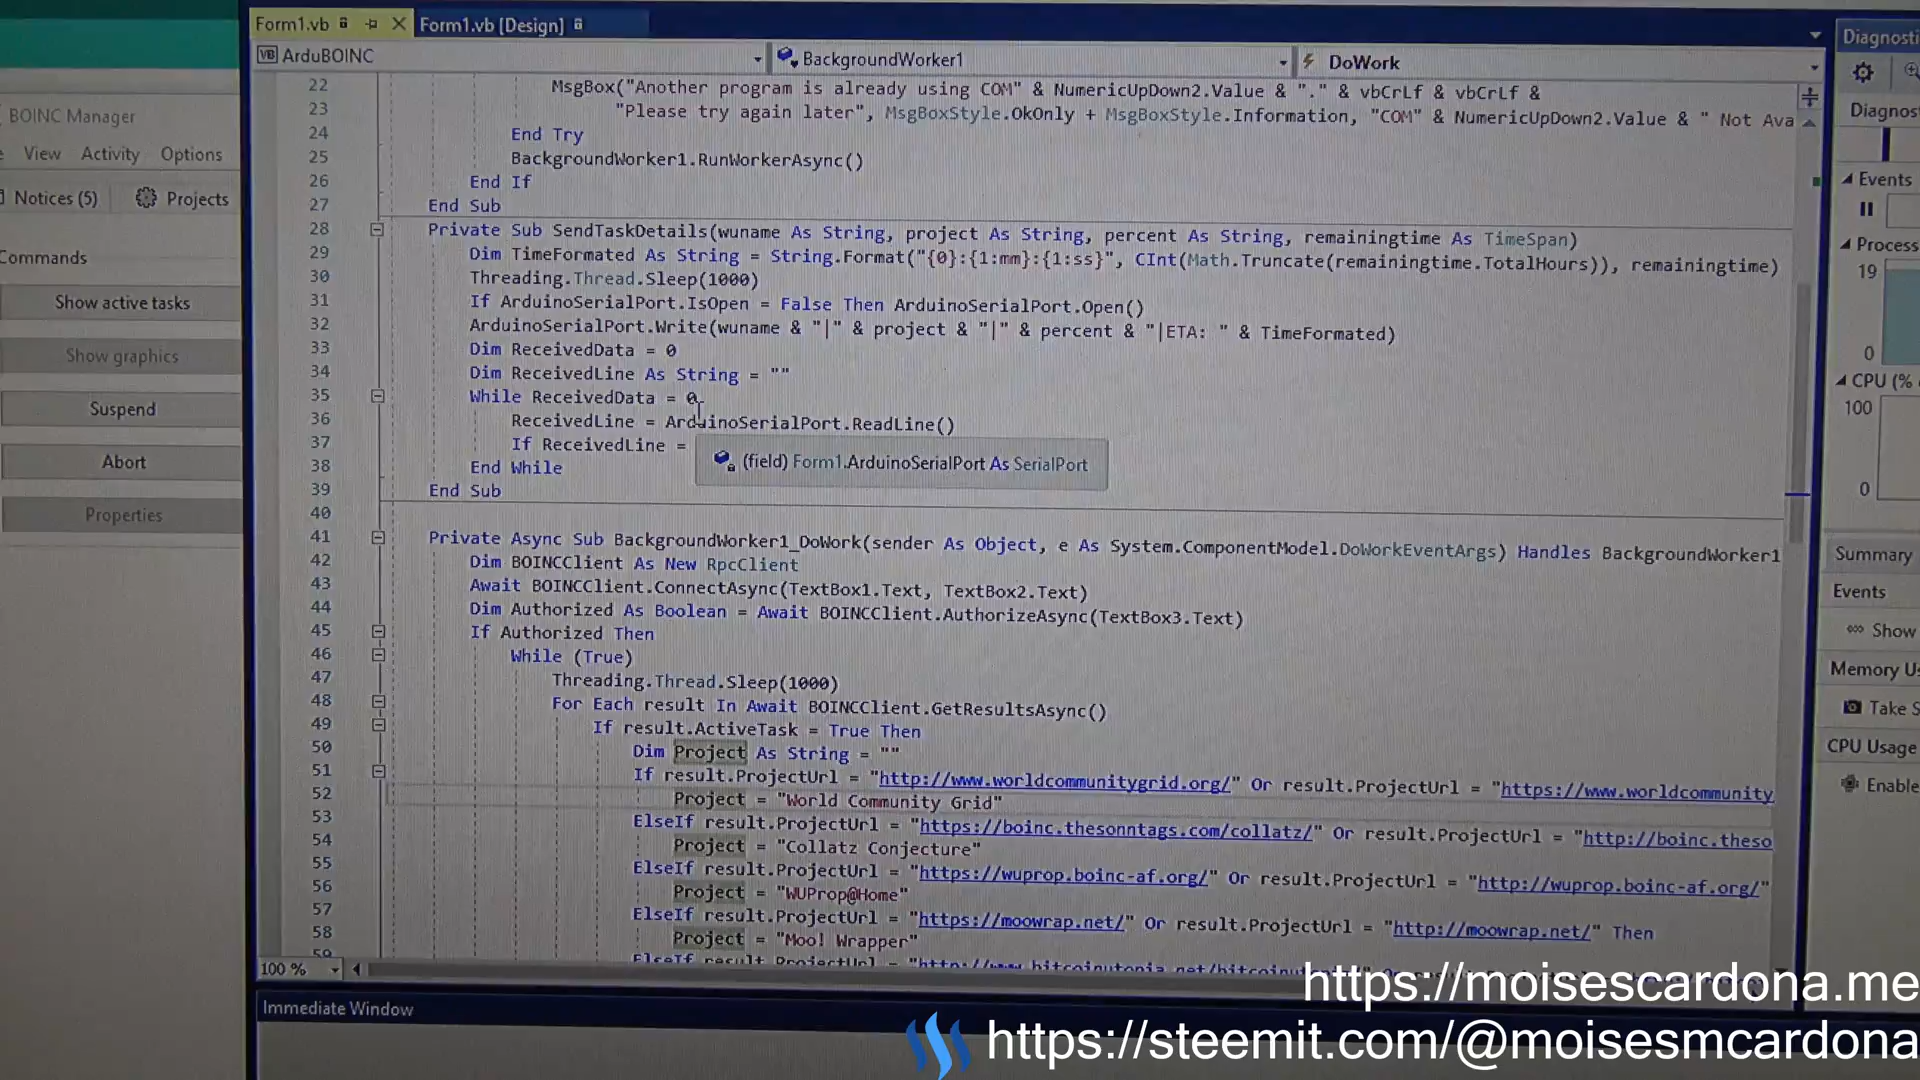 Form1.vb
Form1.vb [Design]
Diagnosti
VB ArduBOINC
BackgroundWorker1
DoWork
BOINC Manager
View Activity Options
Notices (5) Projects
Commands
Show active tasks
Show graphics
Suspend
Abort
Properties
22 MsgBox("Another program is already using COM" & NumericUpDown2.Value & "." & vbCrLf & vbCrLf &
23 "Please try again later", MsgBoxStyle.OkOnly + MsgBoxStyle.Information, "COM" & NumericUpDown2.Value & " Not Ava
24 End Try
25 BackgroundWorker1.RunWorkerAsync()
26 End If
27 End Sub
28 Private Sub SendTaskDetails(wuname As String, project As String, percent As String, remainingtime As TimeSpan)
29 Dim TimeFormated As String = String.Format("{0}:{1:mm}:{1:ss}", CInt(Math.Truncate(remainingtime.TotalHours)), remainingtime)
30 Threading.Thread.Sleep(1000)
31 If ArduinoSerialPort.IsOpen = False Then ArduinoSerialPort.Open()
32 ArduinoSerialPort.Write(wuname & "|" & project & "|" & percent & "|ETA: " & TimeFormated)
33 Dim ReceivedData = 0
34 Dim ReceivedLine As String = ""
35 While ReceivedData = 0
36 ReceivedLine = ArduinoSerialPort.ReadLine()
37 If ReceivedLine =
(field) Form1.ArduinoSerialPort As SerialPort
38 End While
39 End Sub
40
41 Private Async Sub BackgroundWorker1_DoWork(sender As Object, e As System.ComponentModel.DoWorkEventArgs) Handles BackgroundWorker1
42 Dim BOINCClient As New RpcClient
43 Await BOINCClient.ConnectAsync(TextBox1.Text, TextBox2.Text)
44 Dim Authorized As Boolean = Await BOINCClient.AuthorizeAsync(TextBox3.Text)
45 If Authorized Then
46 While (True)
47 Threading.Thread.Sleep(1000)
48 For Each result In Await BOINCClient.GetResultsAsync()
49 If result.ActiveTask = True Then
50 Dim Project As String = ""
51 If result.ProjectUrl = "http://www.worldcommunitygrid.org/" Or result.ProjectUrl = "https://www.worldcommunity
52 Project = "World Community Grid"
53 ElseIf result.ProjectUrl = "https://boinc.thesonntags.com/collatz/" Or result.ProjectUrl = "http://boinc.theso
54 Project = "Collatz Conjecture"
55 ElseIf result.ProjectUrl = "https://wuprop.boinc-af.org/" Or result.ProjectUrl = "http://wuprop.boinc-af.org/"
56 Project = "WUProp@Home"
57 ElseIf result.ProjectUrl = "https://moowrap.net/" Or result.ProjectUrl = "http://moowrap.net/" Then
58 Project = "Moo! Wrapper"
59 ElseIf result.ProjectUrl =
100 %
Immediate Window
Diagnos
Events
Process
19
0
CPU (%
100
0
Summary
Events
Show
Memory Us
Take S
CPU Usage
Enable
https://moisescardona.me
https://steemit.com/@moisesmcardona